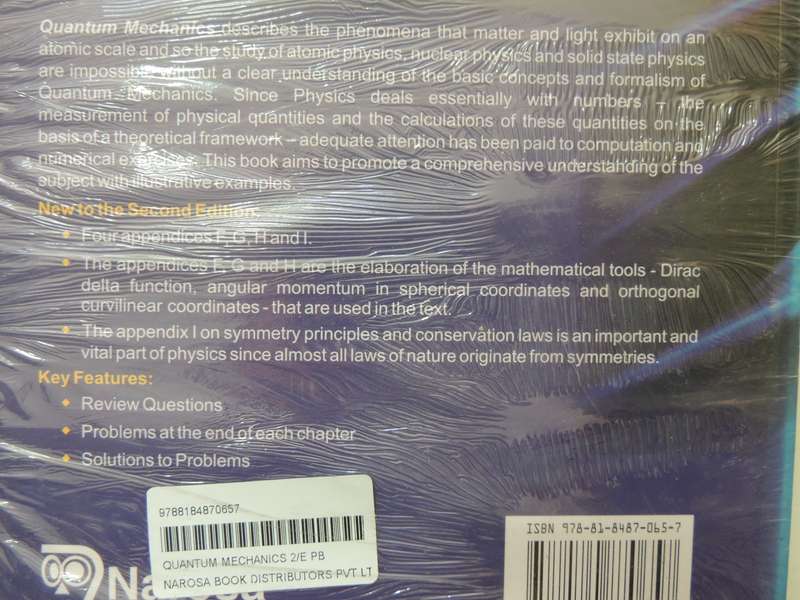 Quantum Mechanics describes the phenomena that matter and light exhibit on an
atomic scale and so the study of atomic physics, nuclear physics and solid state physics
are impossible without a clear understanding of the basic concepts and formalism of
Quantum Mechanics. Since Physics deals essentially with numbers – the
measurement of physical quantities and the calculations of these quantities on the
basis of a theoretical framework – adequate attention has been paid to computation and
numerical exercises. This book aims to promote a comprehensive understanding of the
subject with illustrative examples.
New to the Second Edition:
Four appendices F, G, H and I.
The appendices F, G and H are the elaboration of the mathematical tools - Dirac
delta function, angular momentum in spherical coordinates and orthogonal
curvilinear coordinates - that are used in the text.
The appendix I on symmetry principles and conservation laws is an important and
vital part of physics since almost all laws of nature originate from symmetries.
Key Features:
Review Questions
Problems at the end of each chapter
Solutions to Problems
9788184870657
QUANTUM MECHANICS 2/E PB
NAROSA BOOK DISTRIBUTORS PVT LT
Narosa
ISBN 978-81-8487-065-7